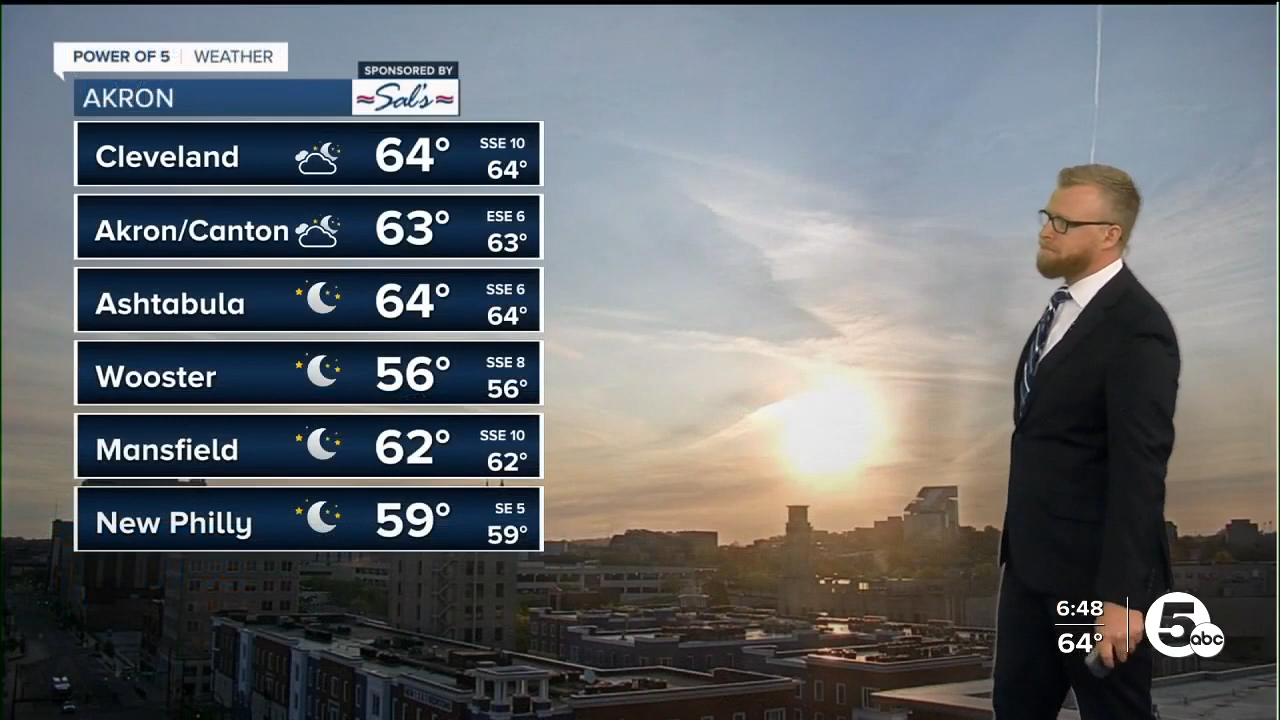 POWER OF 5 | WEATHER
SPONSORED BY
AKRON
Sal's
Cleveland 64° SSE 10 64°
Akron/Canton 63° ESE 6 63°
Ashtabula 64° SSE 6 64°
Wooster 56° SSE 8 56°
Mansfield 62° SSE 10 62°
New Philly 59° SE 5 59°
6:48
64°
5 abc